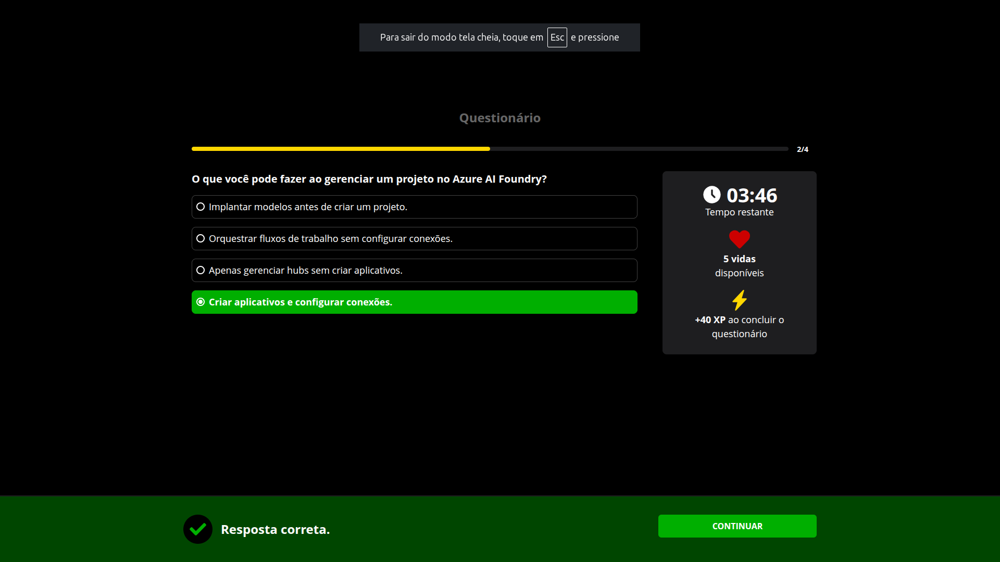 Para sair do modo tela cheia, toque em Esc e pressione
Questionário
2/4
O que você pode fazer ao gerenciar um projeto no Azure AI Foundry?
Implantar modelos antes de criar um projeto.
Orquestrar fluxos de trabalho sem configurar conexões.
Apenas gerenciar hubs sem criar aplicativos.
Criar aplicativos e configurar conexões.
03:46
Tempo restante
5 vidas
disponíveis
+40 XP ao concluir o
questionário
Resposta correta.
CONTINUAR